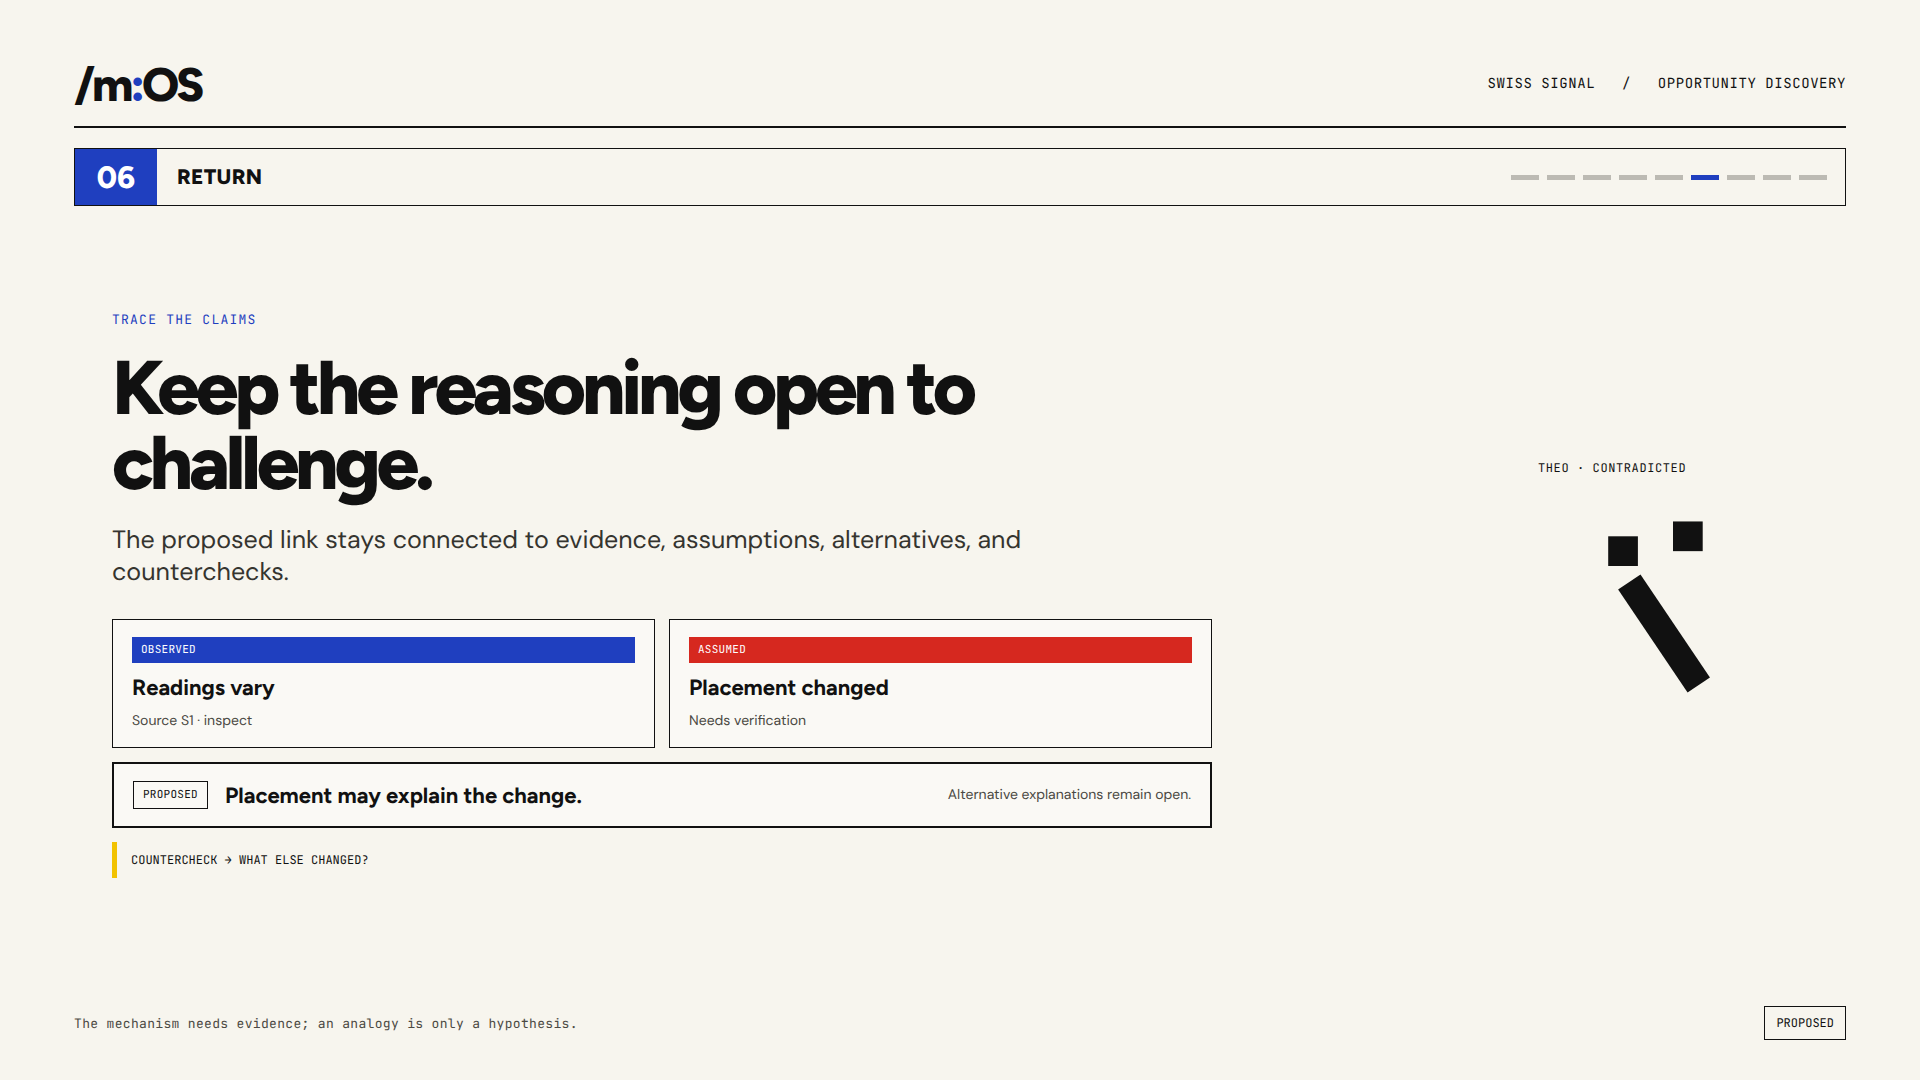 /m:OS
SWISS SIGNAL / OPPORTUNITY DISCOVERY
06 RETURN
TRACE THE CLAIMS
Keep the reasoning open to
challenge.
The proposed link stays connected to evidence, assumptions, alternatives, and
counterchecks.
THEO · CONTRADICTED
OBSERVED
Readings vary
Source S1 · inspect
ASSUMED
Placement changed
Needs verification
PROPOSED Placement may explain the change. Alternative explanations remain open.
COUNTERCHECK → WHAT ELSE CHANGED?
The mechanism needs evidence; an analogy is only a hypothesis.
PROPOSED